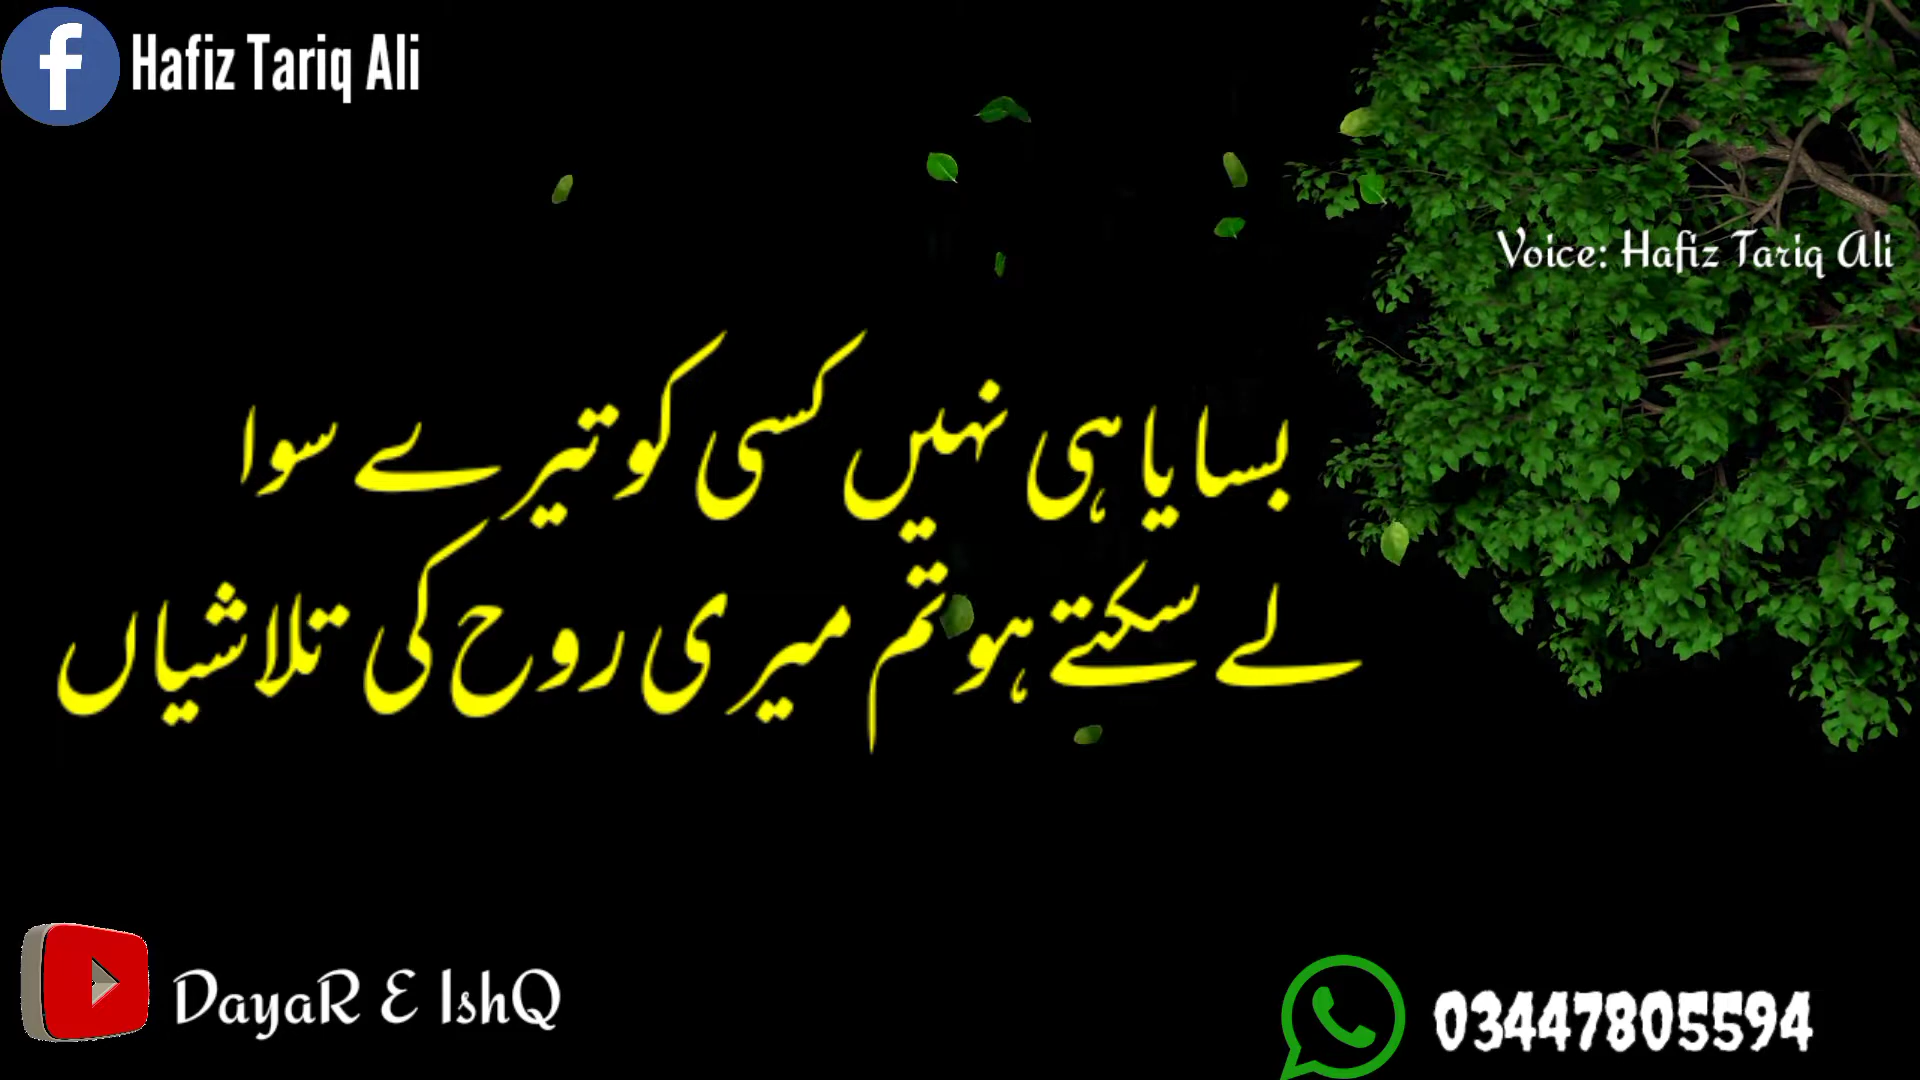 Hafiz Tariq Ali
Voice: Hafiz Tariq Ali
بسایا ہی نہیں کسی کو تیرے سوا
لے سکتے ہو تم میری روح کی تلاشیاں
DayaR E IshQ
03447805594